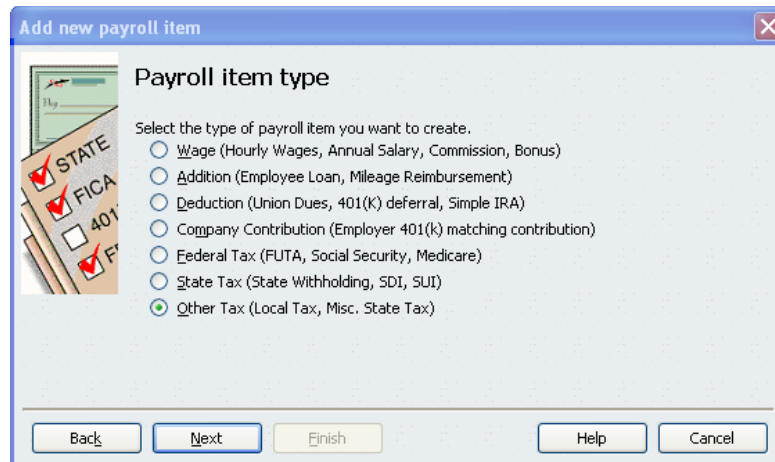 Add new payroll item
Payroll item type
Select the type of payroll item you want to create.
Wage (Hourly Wages, Annual Salary, Commission, Bonus)
Addition (Employee Loan, Mileage Reimbursement)
Deduction (Union Dues, 401(K) deferral, Simple IRA)
Company Contribution (Employer 401(k) matching contribution)
Federal Tax (FUTA, Social Security, Medicare)
State Tax (State Withholding, SDI, SUI)
Other Tax (Local Tax, Misc. State Tax)
STATE
FICA
401
Back
Next
Finish
Help
Cancel